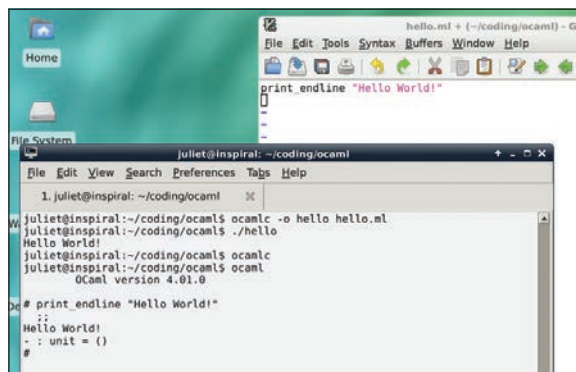 Home
File System
hello.ml + (~/coding/ocaml) - G
File Edit Tools Syntax Buffers Window Help
print_endline "Hello World!"
~
~
~
juliet@inspiral: ~/coding/ocaml
File Edit View Search Preferences Tabs Help
1. juliet@inspiral: ~/coding/ocaml
juliet@inspiral:~/coding/ocaml$ ocamlc -o hello hello.ml
juliet@inspiral:~/coding/ocaml$ ./hello
Hello World!
juliet@inspiral:~/coding/ocaml$ ocamlc
juliet@inspiral:~/coding/ocaml$ ocaml
OCaml version 4.01.0
# print_endline "Hello World!"
;;
Hello World!
- : unit = ()
#